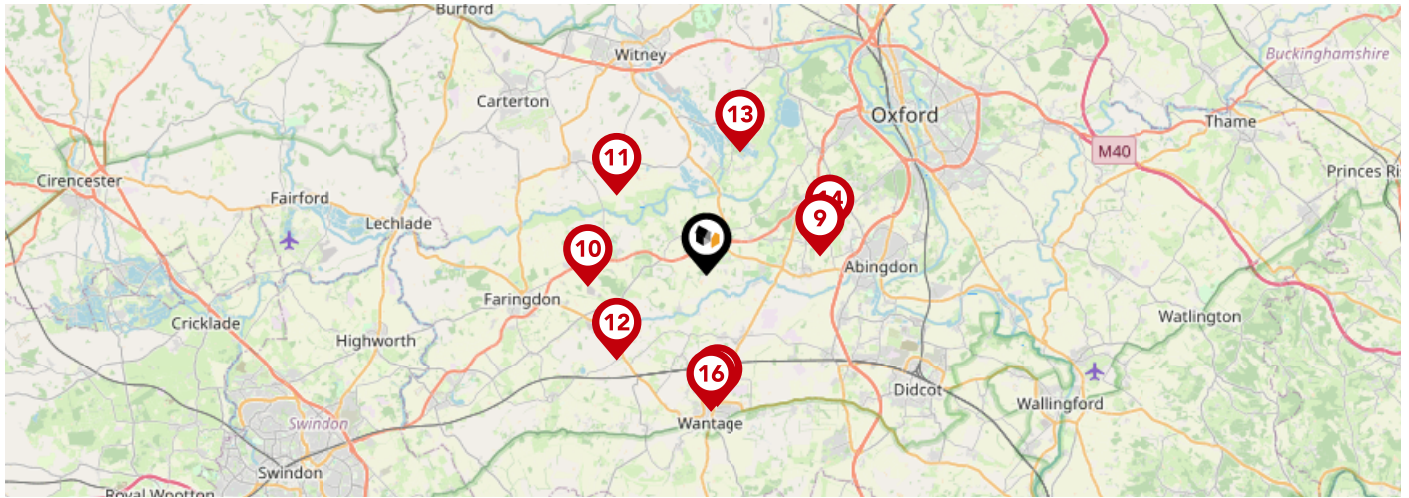 Burford
Witney
Buckinghamshire
Carterton
13
Oxford
Thame
M40
11
Cirencester
Princes Ris
Fairford
Lechlade
14
9
10
Abingdon
Faringdon
12
Cricklade
Watlington
Highworth
16
Didcot
Wallingford
Swindon
Wantage
Swindon
Royal Wootton